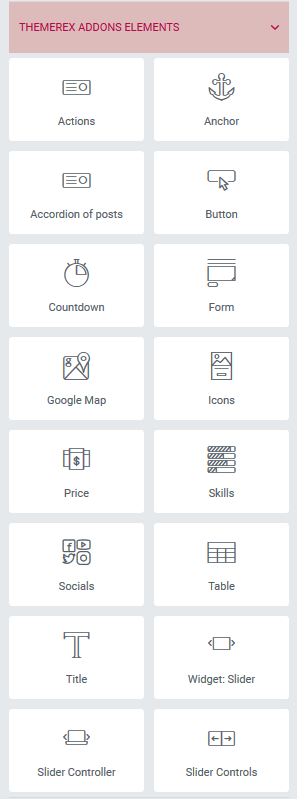 THEMEREX ADDONS ELEMENTS
Actions
Anchor
Accordion of posts
Button
Countdown
Form
Google Map
Icons
Price
Skills
Socials
Table
Title
Widget: Slider
Slider Controller
Slider Controls